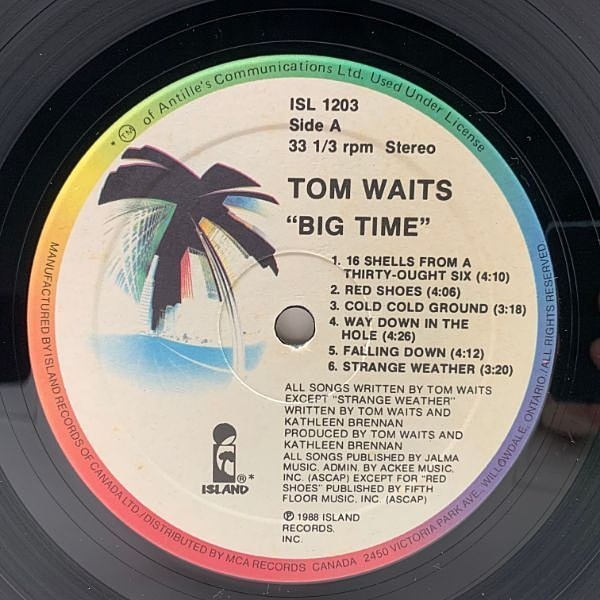 * ™ of Antille's Communications Ltd. Used Under License
ISL 1203
Side A
33 1/3 rpm Stereo
TOM WAITS
"BIG TIME"
1. 16 SHELLS FROM A
THIRTY-OUGHT SIX (4:10)
2. RED SHOES (4:06)
3. COLD COLD GROUND (3:18)
4. WAY DOWN IN THE
HOLE (4:26)
5. FALLING DOWN (4:12)
6. STRANGE WEATHER (3:20)
ALL SONGS WRITTEN BY TOM WAITS
EXCEPT "STRANGE WEATHER"
WRITTEN BY TOM WAITS AND
KATHLEEN BRENNAN
PRODUCED BY TOM WAITS AND
KATHLEEN BRENNAN
ALL SONGS PUBLISHED BY JALMA
MUSIC, ADMIN. BY ACKEE MUSIC,
INC. (ASCAP) EXCEPT FOR "RED
SHOES" PUBLISHED BY FIFTH
FLOOR MUSIC, INC. (ASCAP)
℗ 1988 ISLAND
RECORDS,
INC.
®*
ISLAND
MANUFACTURED BY ISLAND RECORDS OF CANADA LTD./DISTRIBUTED BY MCA RECORDS CANADA 2450 VICTORIA PARK AVE. WILLOWDALE, ONTARIO./ALL RIGHTS RESERVED.